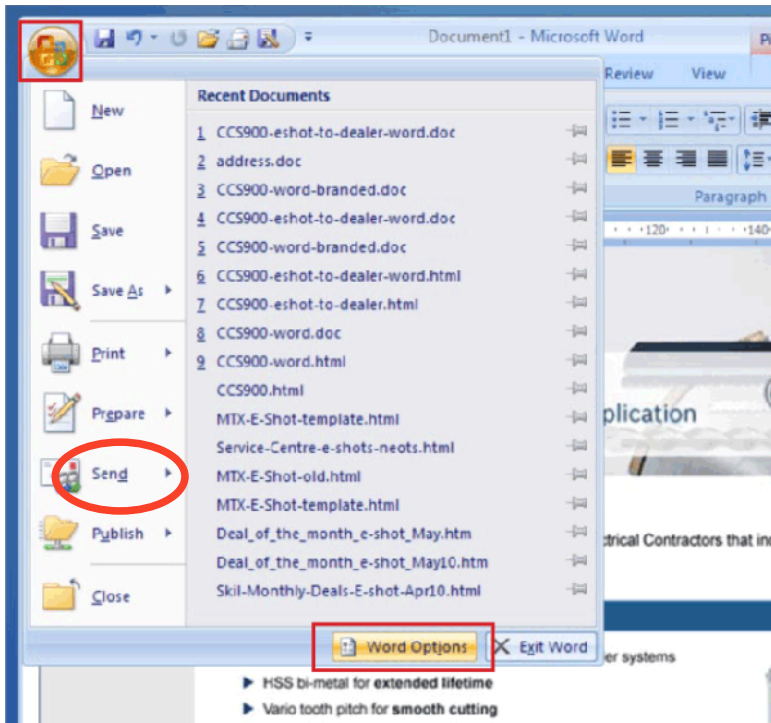 Document1 - Microsoft Word
Review View
New
Open
Save
Save As
Print
Prepare
Send
Publish
Close
Recent Documents
1 CCS900-eshot-to-dealer-word.doc
2 address.doc
3 CCS900-word-branded.doc
4 CCS900-eshot-to-dealer-word.doc
5 CCS900-word-branded.doc
6 CCS900-eshot-to-dealer-word.html
7 CCS900-eshot-to-dealer.html
8 CCS900-word.doc
9 CCS900-word.html
CCS900.html
MTX-E-Shot-template.html
Service-Centre-e-shots-neots.html
MTX-E-Shot-old.html
MTX-E-Shot-template.html
Deal_of_the_month_e-shot_May.htm
Deal_of_the_month_e-shot_May10.htm
Skil-Monthly-Deals-E-shot-Apr10.html
Word Options Exit Word
Paragraph
120 140
plication
ctrical Contractors that in
er systems
HSS bi-metal for extended lifetime
Vario tooth pitch for smooth cutting